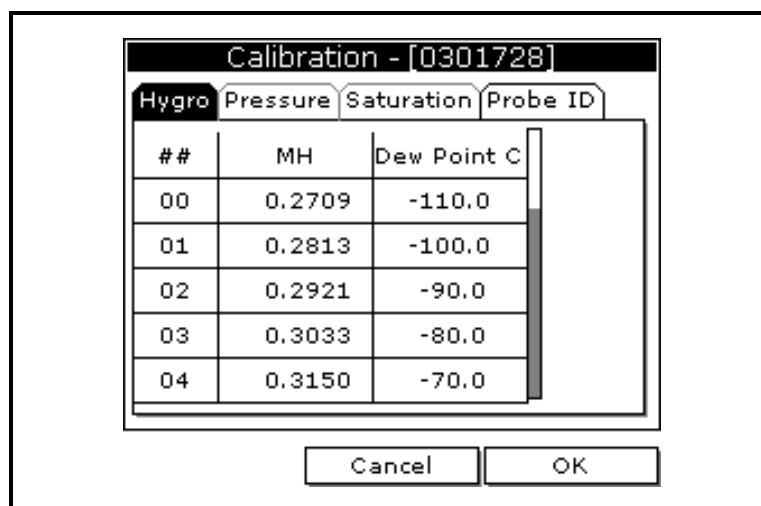 Calibration - [0301728]
Hygro Pressure Saturation Probe ID
## MH Dew Point C
00 0.2709 -110.0
01 0.2813 -100.0
02 0.2921 -90.0
03 0.3033 -80.0
04 0.3150 -70.0
Cancel OK